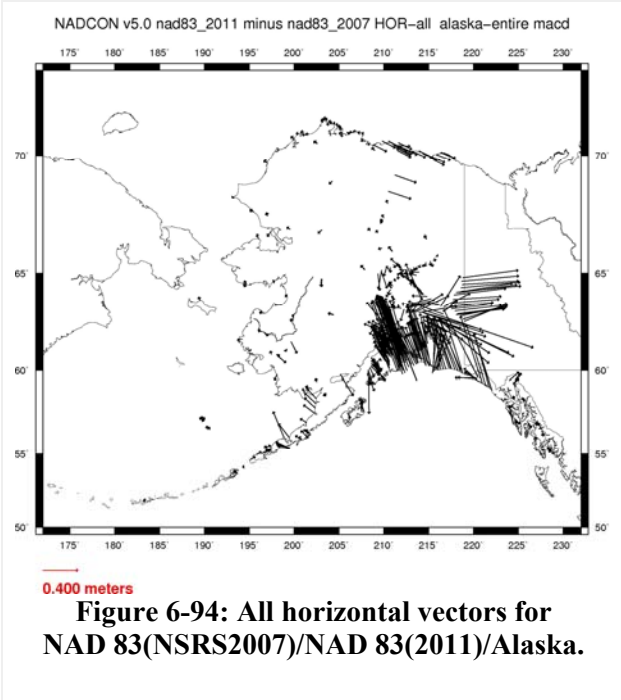 NADCON v5.0 nad83_2011 minus nad83_2007 HOR−all alaska−entire macd
175˚ 180˚ 185˚ 190˚ 195˚ 200˚ 205˚ 210˚ 215˚ 220˚ 225˚ 230˚
70˚ 70˚
65˚ 65˚
60˚ 60˚
55˚ 55˚
50˚ 50˚
175˚ 180˚ 185˚ 190˚ 195˚ 200˚ 205˚ 210˚ 215˚ 220˚ 225˚ 230˚
0.400 meters
Figure 6-94: All horizontal vectors for
NAD 83(NSRS2007)/NAD 83(2011)/Alaska.